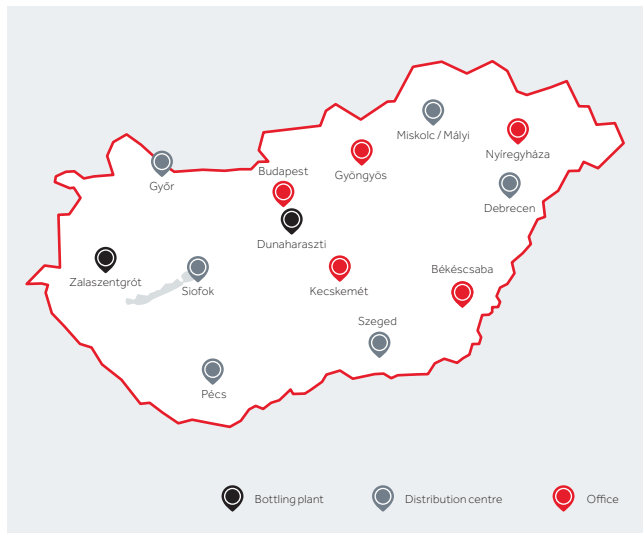 Miskolc / Mályi
Nyíregyháza
Gyöngyös
Győr
Budapest
Debrecen
Dunaharaszti
Békéscsaba
Zalaszentgrót
Siofok
Kecskemét
Szeged
Pécs
Bottling plant
Distribution centre
Office